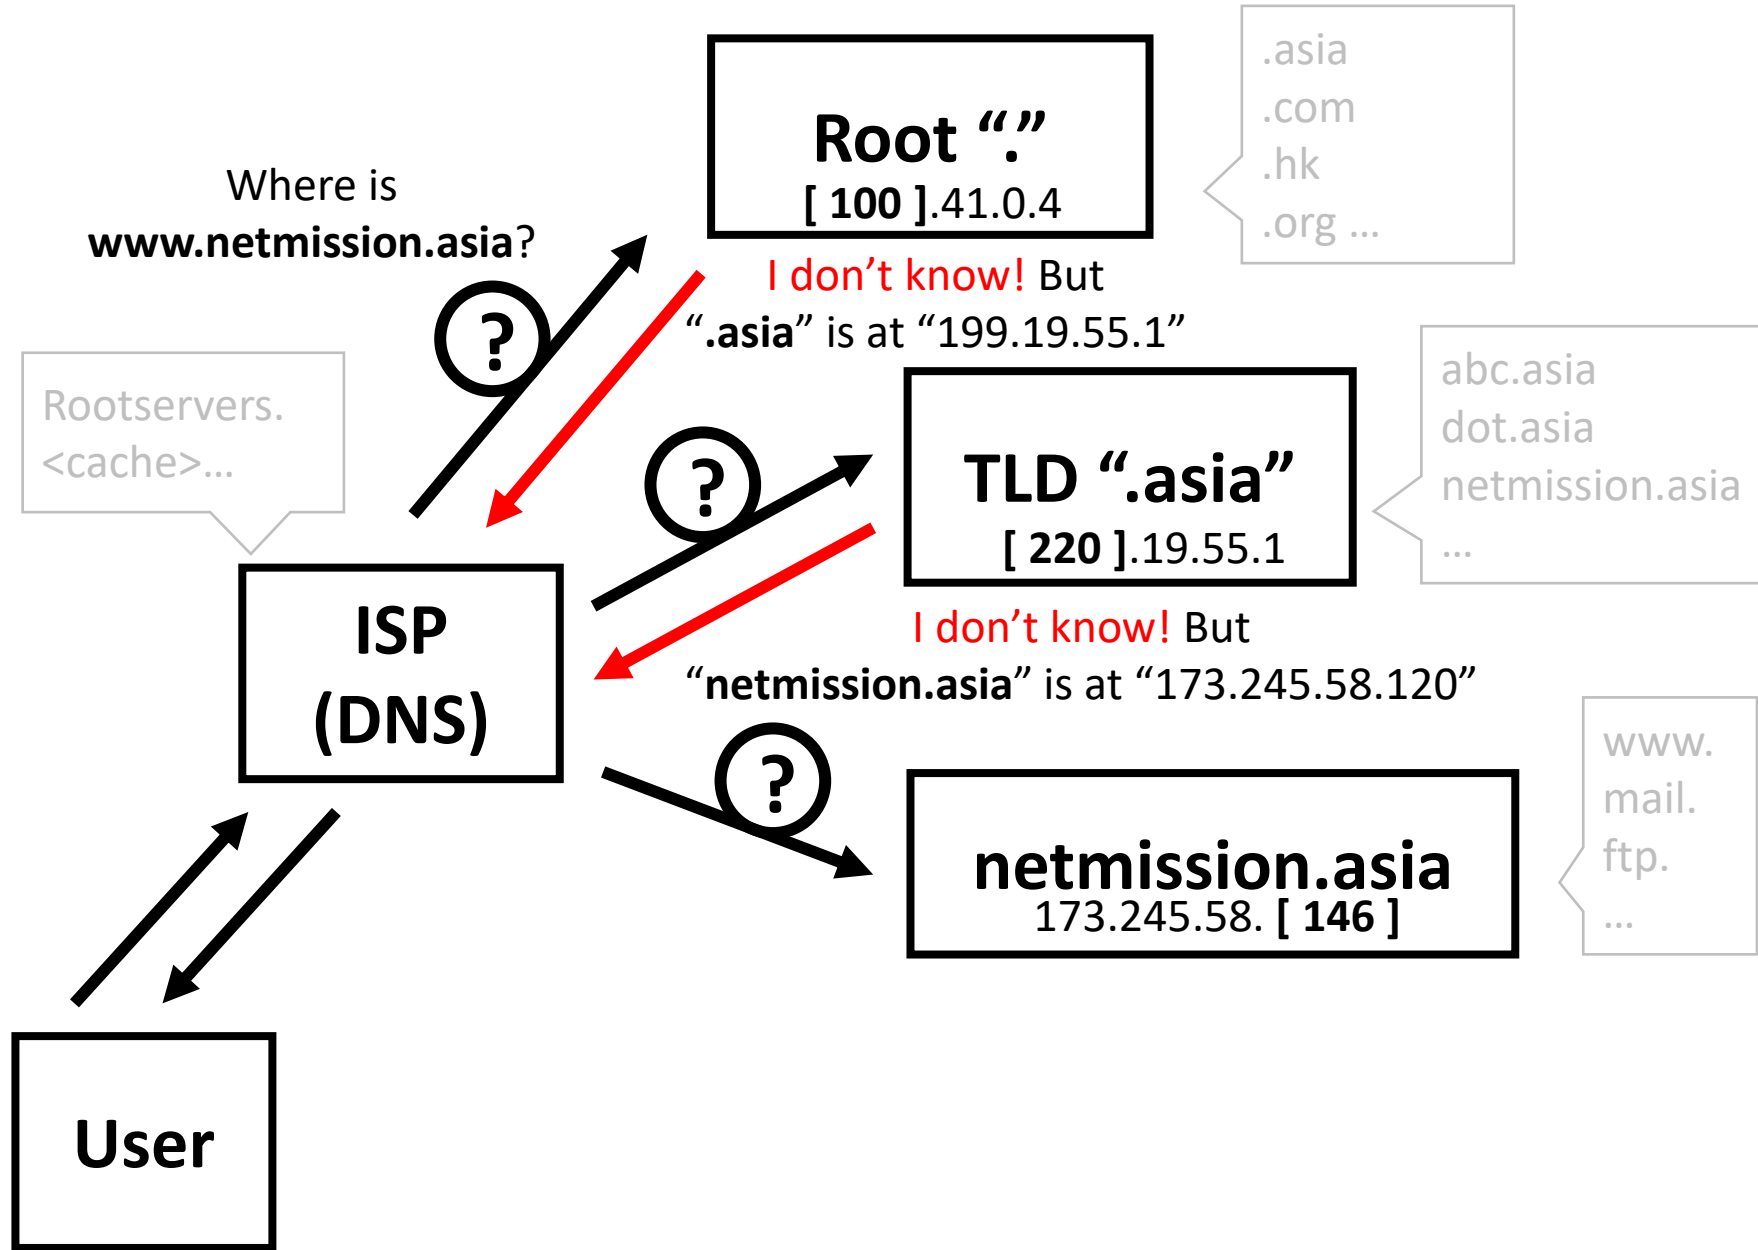 Root “.”
[ 100 ].41.0.4
.asia
.com
.hk
.org ...
Where is
www.netmission.asia?
?
I don’t know! But
“.asia” is at “199.19.55.1”
Rootservers.
<cache>...
?
TLD “.asia”
[ 220 ].19.55.1
abc.asia
dot.asia
netmission.asia
...
ISP
(DNS)
I don’t know! But
“netmission.asia” is at “173.245.58.120”
?
netmission.asia
173.245.58. [ 146 ]
www.
mail.
ftp.
...
User